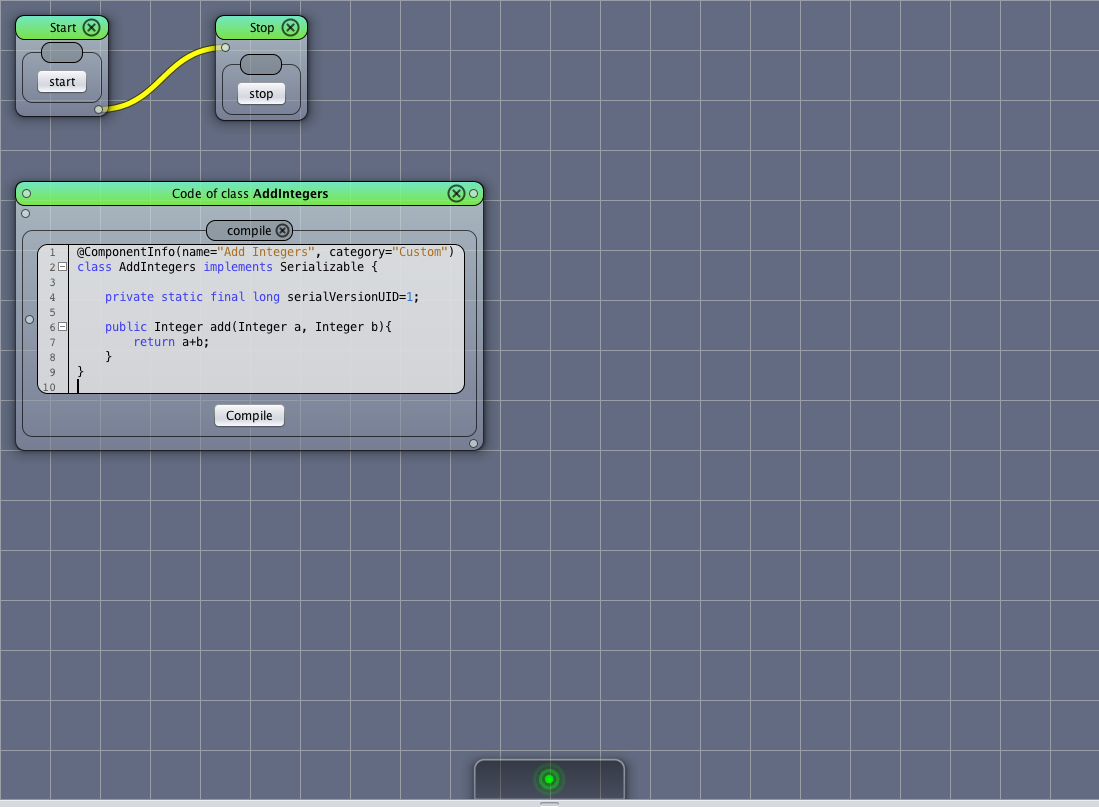 Start
Stop
start
stop
Code of class AddIntegers
compile
1 @ComponentInfo(name="Add Integers", category="Custom")
2 class AddIntegers implements Serializable {
3
4 private static final long serialVersionUID=1;
5
6 public Integer add(Integer a, Integer b){
7 return a+b;
8 }
9 }
10
Compile